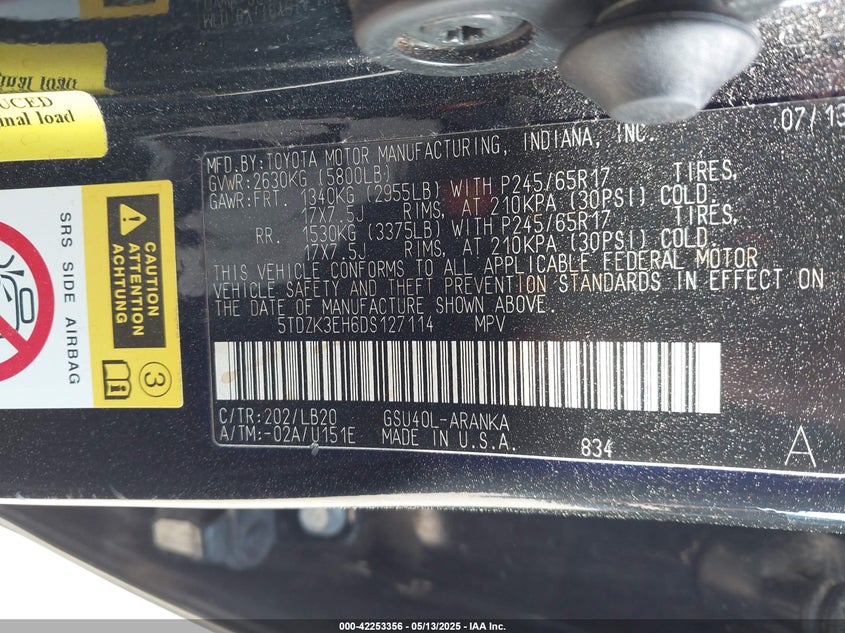 inal load
UCED
inal load
07/13
MFD.BY:TOYOTA MOTOR MANUFACTURING, INDIANA, INC.
GVWR:2630KG (5800LB)
GAWR:FRT. 1340KG (2955LB) WITH P245/65R17 TIRES,
17X7.5J RIMS, AT 210KPA (30PSI) COLD.
RR. 1530KG (3375LB) WITH P245/65R17 TIRES,
17X7.5J RIMS, AT 210KPA (30PSI) COLD.
THIS VEHICLE CONFORMS TO ALL APPLICABLE FEDERAL MOTOR
VEHICLE SAFETY AND THEFT PREVENTION STANDARDS IN EFFECT ON
THE DATE OF MANUFACTURE SHOWN ABOVE.
5TDZK3EH6DS127114 MPV
C/TR:202/LB20 GSU40L-ARANKA
A/TM:-02A/U151E MADE IN U.S.A. 834 A
SRS SIDE AIRBAG
CAUTION
ATTENTION
ACHTUNG
3
000-42253356 - 05/13/2025 - IAA Inc.